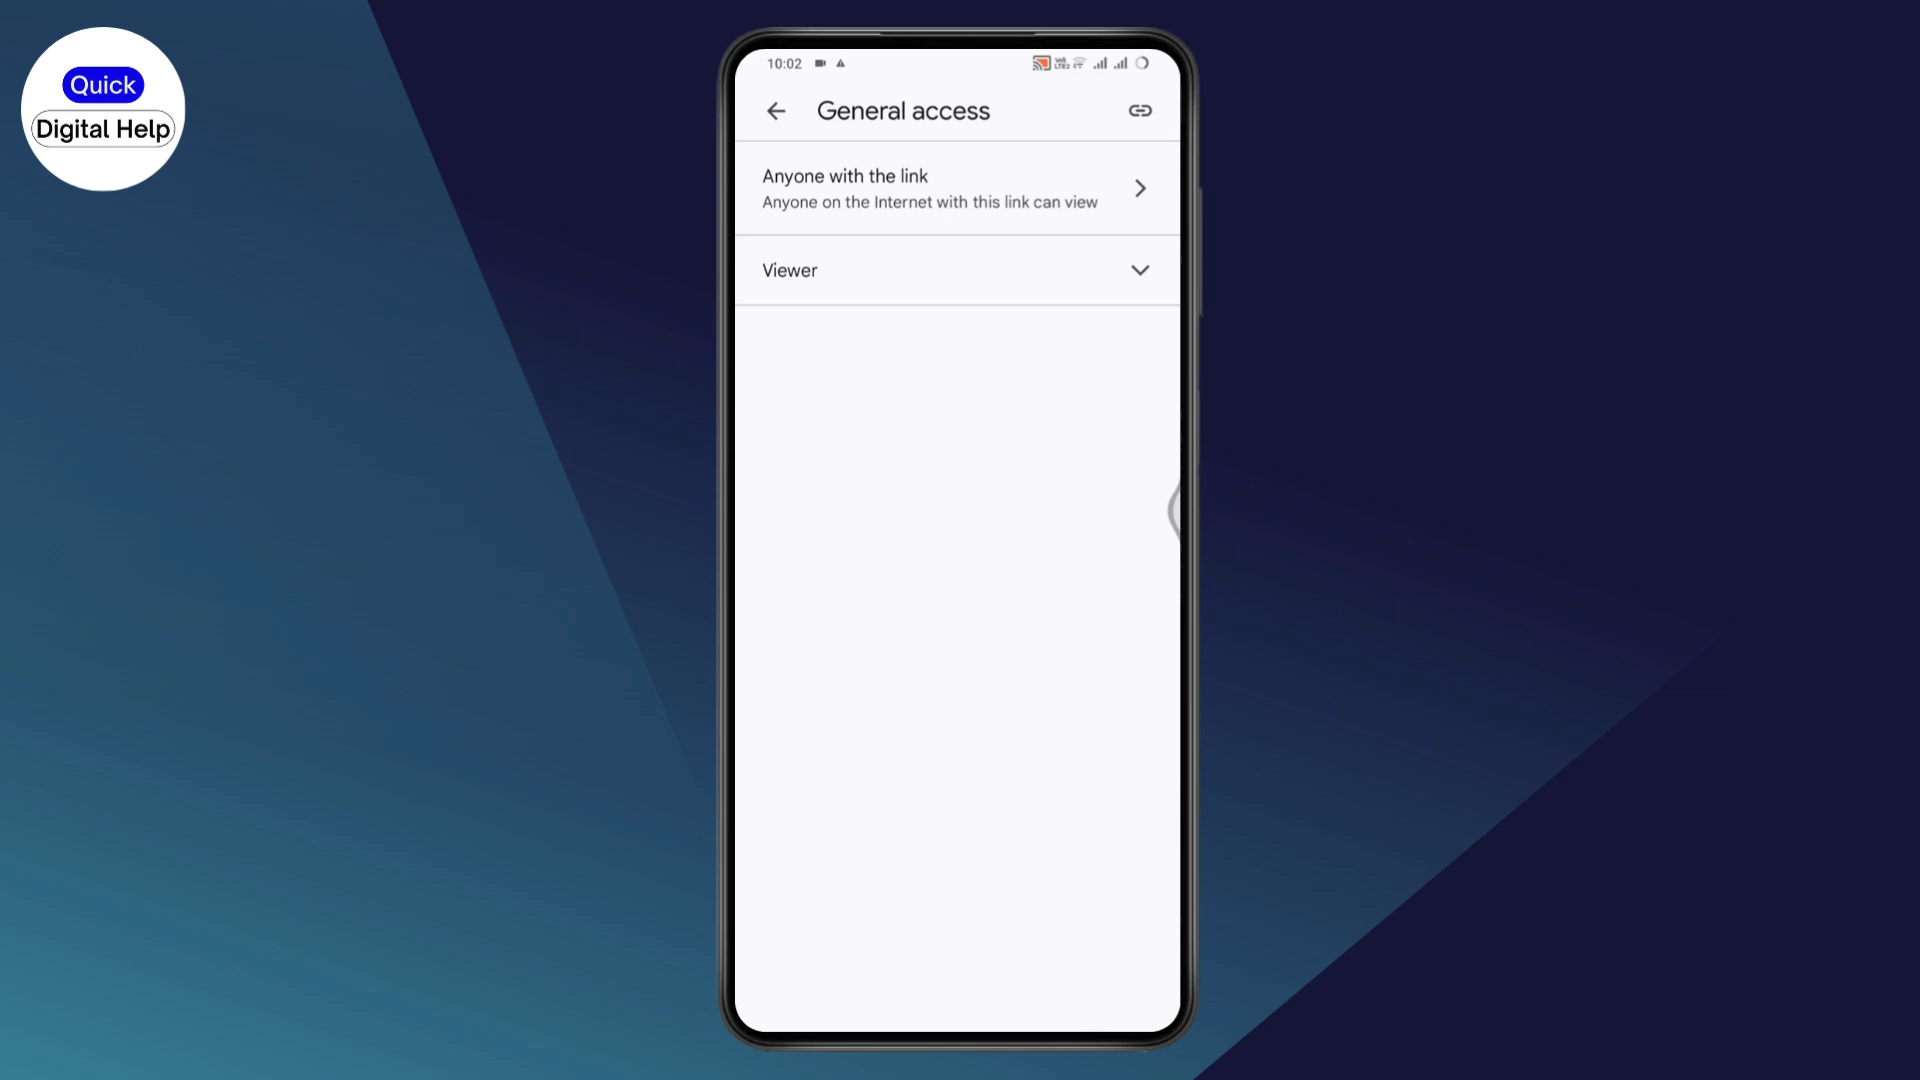 Quick
Digital Help
10:02
General access
Anyone with the link
Anyone on the Internet with this link can view
Viewer